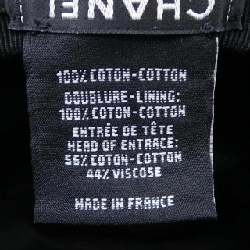 CHANEL
100% COTON-COTTON
DOUBLURE-LINING:
100% COTON-COTTON
ENTRÉE DE TÊTE
HEAD OF ENTRACE:
56% COTON-COTTON
44% VISCOSE
MADE IN FRANCE